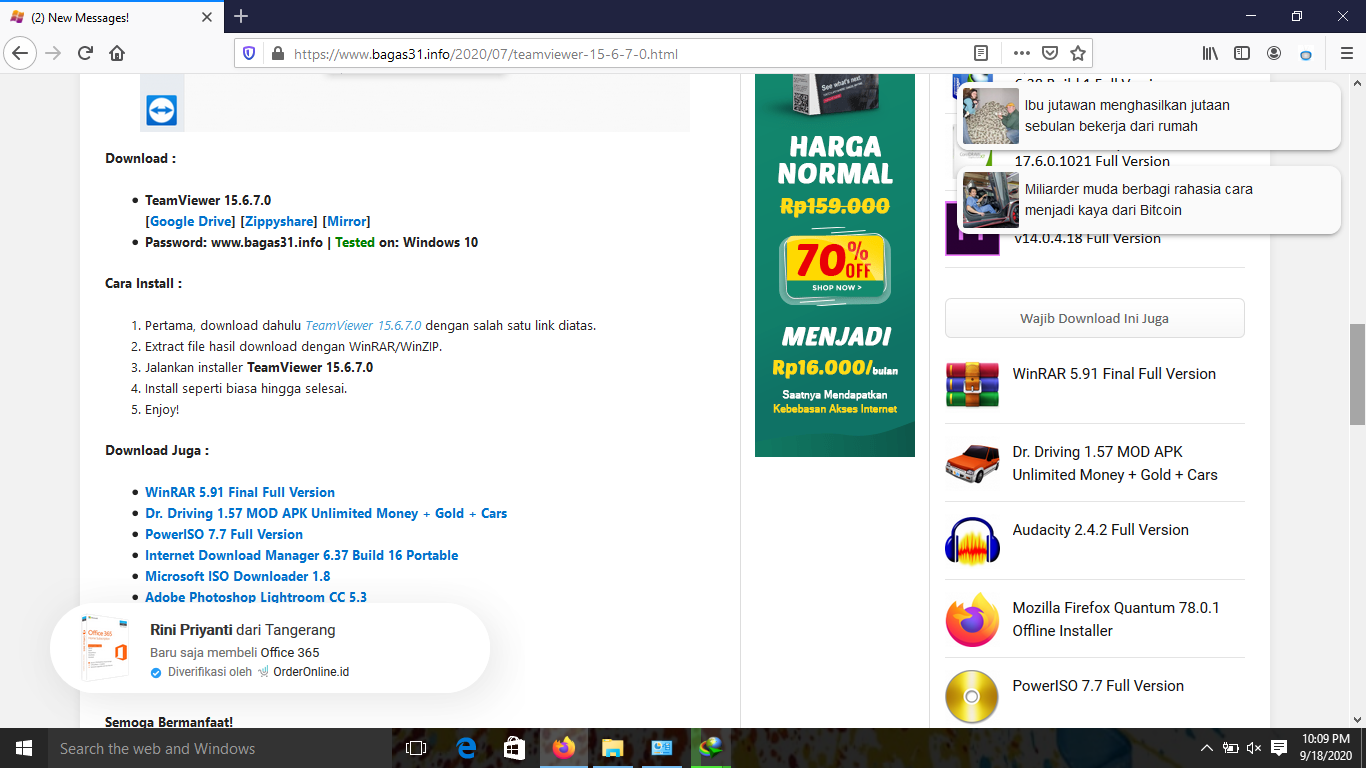 (2) New Messages!
https://www.bagas31.info/2020/07/teamviewer-15-6-7-0.html
Download :
TeamViewer 15.6.7.0
[Google Drive] [Zippyshare] [Mirror]
Password: www.bagas31.info | Tested on: Windows 10
Cara Install :
1. Pertama, download dahulu TeamViewer 15.6.7.0 dengan salah satu link diatas.
2. Extract file hasil download dengan WinRAR/WinZIP.
3. Jalankan installer TeamViewer 15.6.7.0
4. Install seperti biasa hingga selesai.
5. Enjoy!
Download Juga :
WinRAR 5.91 Final Full Version
Dr. Driving 1.57 MOD APK Unlimited Money + Gold + Cars
PowerISO 7.7 Full Version
Internet Download Manager 6.37 Build 16 Portable
Microsoft ISO Downloader 1.8
Adobe Photoshop Lightroom CC 5.3
Office 365
Rini Priyanti dari Tangerang
Baru saja membeli Office 365
Diverifikasi oleh OrderOnline.id
Semoga Bermanfaat!
See what's next.
HARGA
NORMAL
Rp159.000
70% OFF
SHOP NOW >
MENJADI
Rp16.000/bulan
Saatnya Mendapatkan
Kebebasan Akses Internet
6.38 Build 1 Full Version
Ibu jutawan menghasilkan jutaan
sebulan bekerja dari rumah
17.6.0.1021 Full Version
Miliarder muda berbagi rahasia cara
menjadi kaya dari Bitcoin
v14.0.4.18 Full Version
Wajib Download Ini Juga
WinRAR 5.91 Final Full Version
Dr. Driving 1.57 MOD APK
Unlimited Money + Gold + Cars
Audacity 2.4.2 Full Version
Mozilla Firefox Quantum 78.0.1
Offline Installer
PowerISO 7.7 Full Version
Search the web and Windows
10:09 PM
9/18/2020